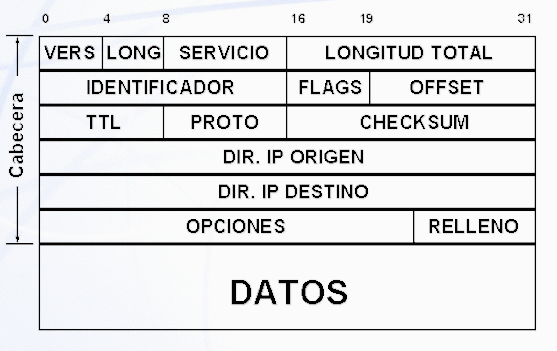 0 4 8 16 19 31
VERS LONG SERVICIO LONGITUD TOTAL
IDENTIFICADOR FLAGS OFFSET
TTL PROTO CHECKSUM
DIR. IP ORIGEN
DIR. IP DESTINO
OPCIONES RELLENO
Cabecera
DATOS